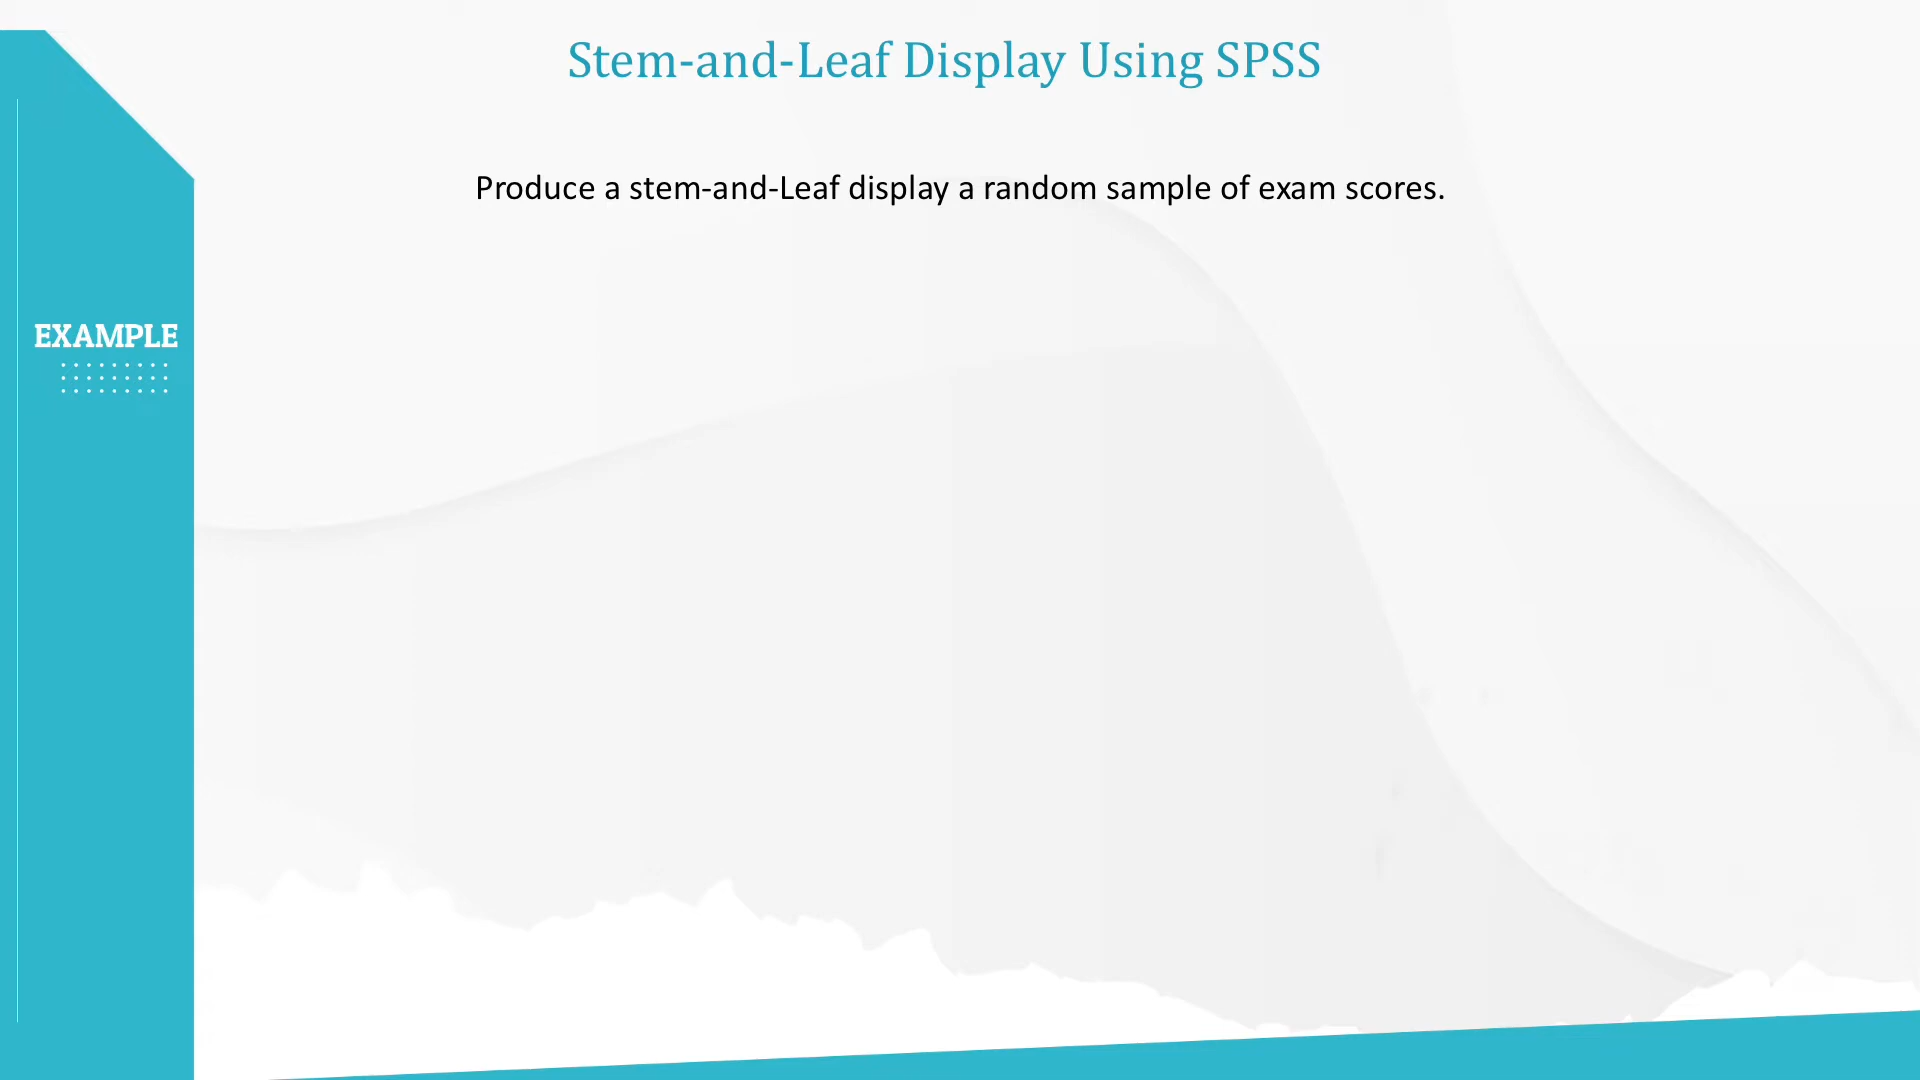 Stem-and-Leaf Display Using SPSS
Produce a stem-and-Leaf display a random sample of exam scores.
EXAMPLE